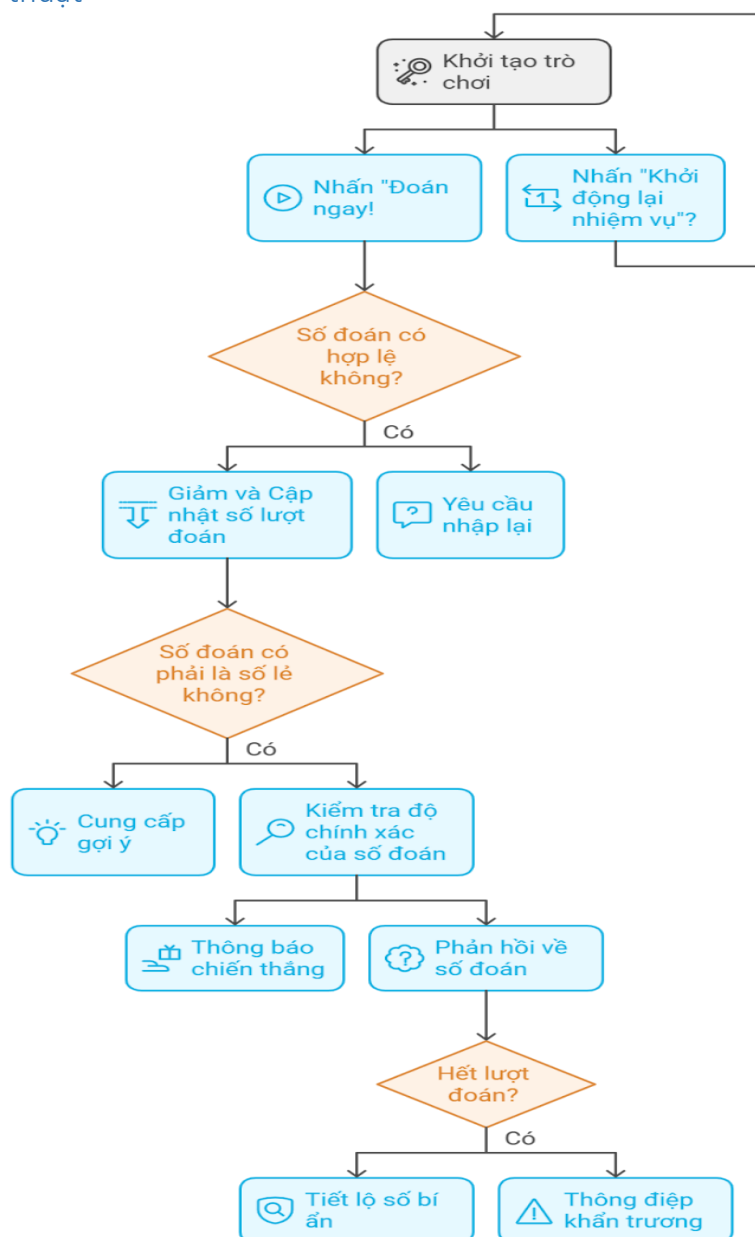 thuật
Khởi tạo trò
chơi
Nhấn "Đoán
ngay!
1
Nhấn "Khởi
động lại
nhiệm vụ"?
Số đoán có
hợp lệ
không?
Có
Giảm và Cập
nhật số lượt
đoán
?
Yêu cầu
nhập lại
Số đoán có
phải là số lẻ
không?
Có
Cung cấp
gợi ý
Kiểm tra độ
chính xác
của số đoán
Thông báo
chiến thắng
?
Phản hồi về
số đoán
Hết lượt
đoán?
Có
Tiết lộ số bí
ẩn
!
Thông điệp
khẩn trương